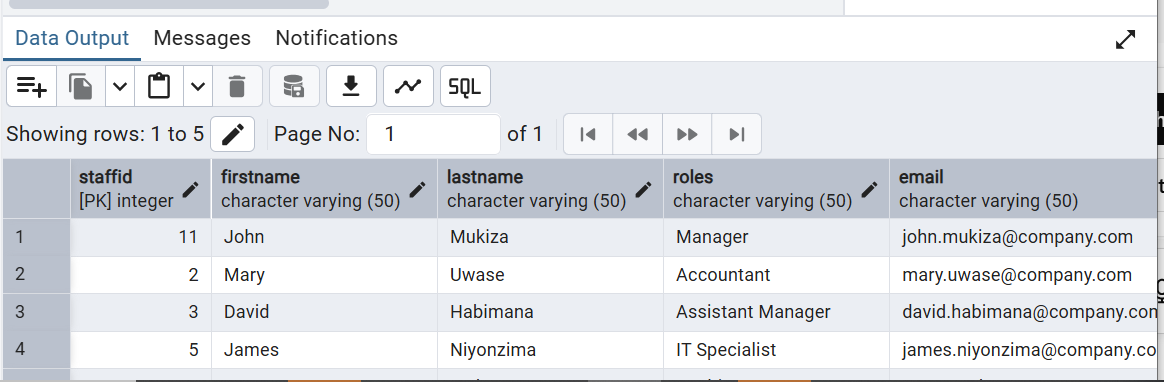 Data Output Messages Notifications
SQL
Showing rows: 1 to 5 Page No: 1 of 1
staffid firstname lastname roles email
[PK] integer character varying (50) character varying (50) character varying (50) character varying (50)
1 11 John Mukiza Manager john.mukiza@company.com
2 2 Mary Uwase Accountant mary.uwase@company.com
3 3 David Habimana Assistant Manager david.habimana@company.com
4 5 James Niyonzima IT Specialist james.niyonzima@company.co